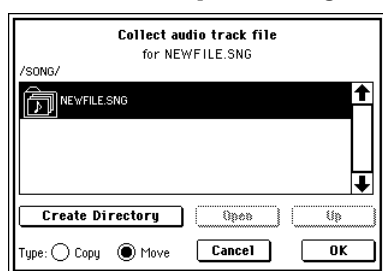 Collect audio track file
for NEWFILE.SNG
/SONG/
NEWFILE.SNG
Create Directory Open Up
Type: Copy Move Cancel OK